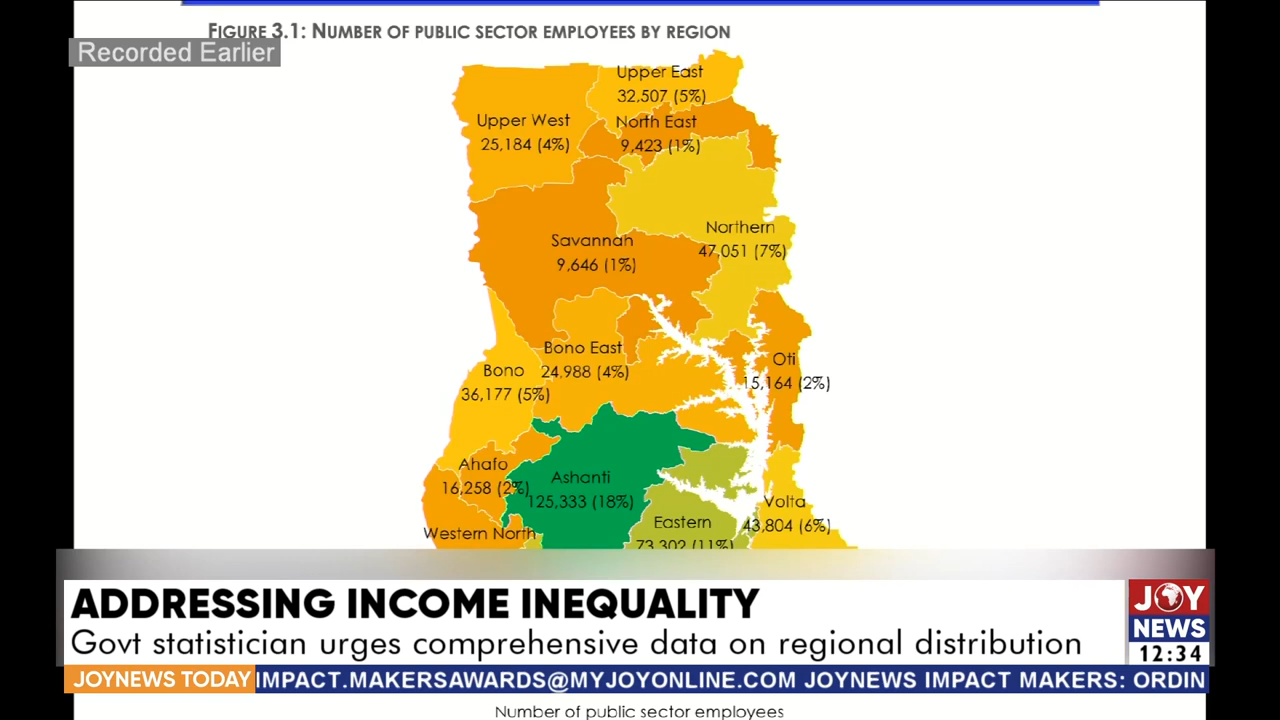 FIGURE 3.1: NUMBER OF PUBLIC SECTOR EMPLOYEES BY REGION
Recorded Earlier
Upper East
32,507 (5%)
Upper West
25,184 (4%)
North East
9,423 (1%)
Northern
47,051 (7%)
Savannah
9,646 (1%)
Bono East
24,988 (4%)
Oti
15,164 (2%)
Bono
36,177 (5%)
Ahafo
16,258 (2%)
Ashanti
125,333 (18%)
Volta
43,804 (6%)
Eastern
73,302 (11%)
Western North
ADDRESSING INCOME INEQUALITY
Govt statistician urges comprehensive data on regional distribution
JOY
NEWS
12:34
JOYNEWS TODAY
IMPACT.MAKERSAWARDS@MYJOYONLINE.COM JOYNEWS IMPACT MAKERS: ORDIN
Number of public sector employees